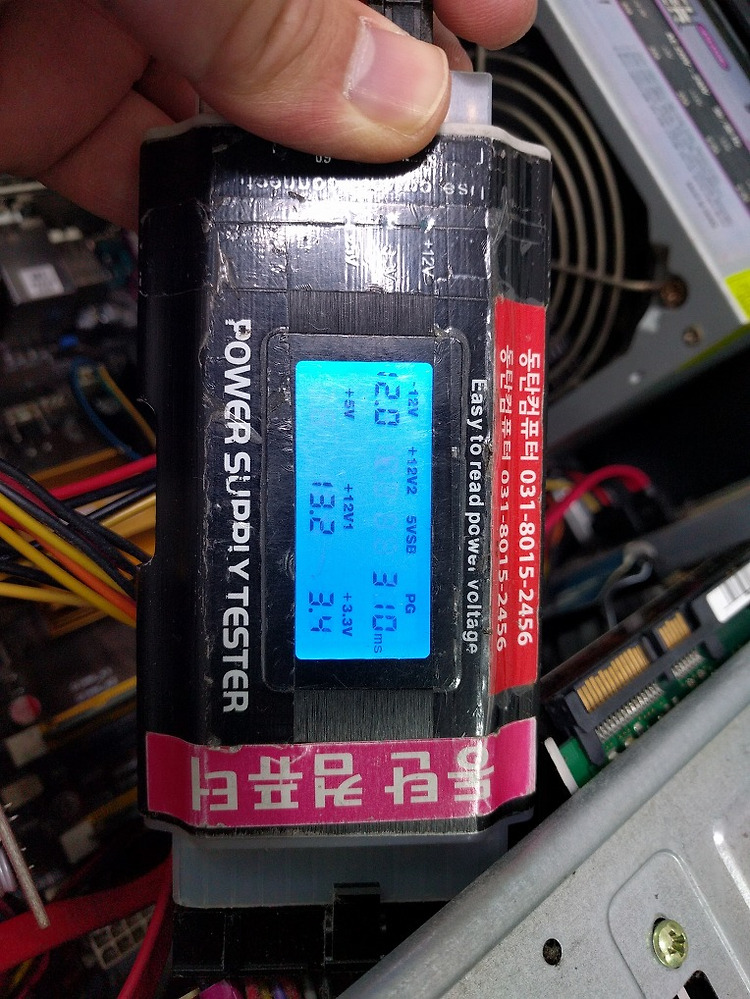 +12V
동탄컴퓨터 031-8015-2456
동탄컴퓨터 031-8015-2456
Easy to read power voltage
-12V +12V2 5VSB PG
12.0 310ms
+5V +12V1 +3.3V
13.2 3.4
POWER SUPPLY TESTER
동탄컴퓨터